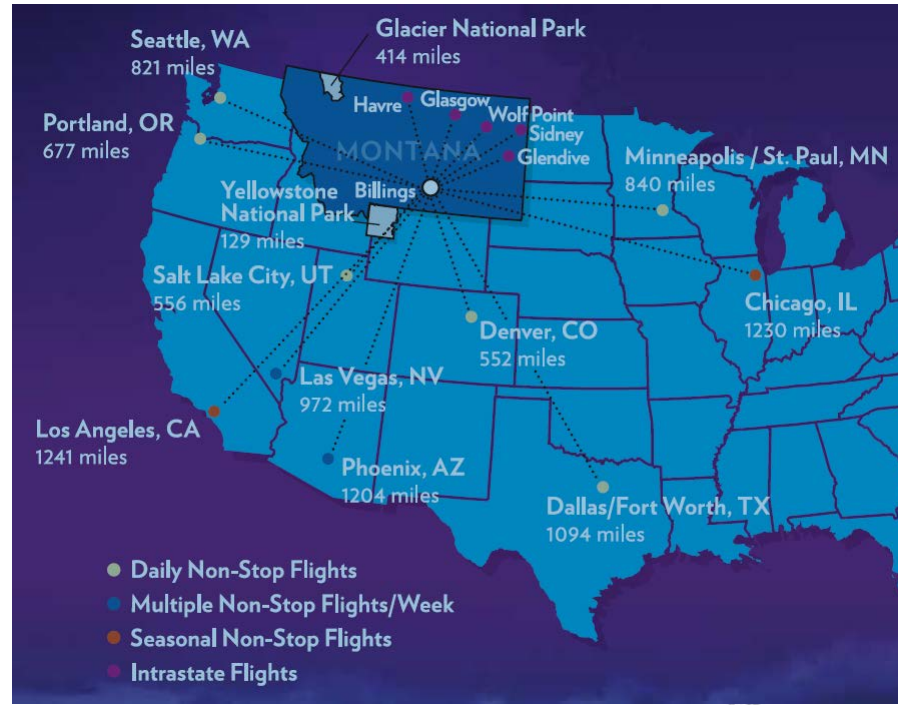 Seattle, WA
821 miles
Glacier National Park
414 miles
Portland, OR
677 miles
Havre
Glasgow
Wolf Point
Sidney
Glendive
MONTANA
Minneapolis / St. Paul, MN
840 miles
Yellowstone
National Park
129 miles
Billings
Salt Lake City, UT
556 miles
Denver, CO
552 miles
Chicago, IL
1230 miles
Las Vegas, NV
972 miles
Los Angeles, CA
1241 miles
Phoenix, AZ
1204 miles
Dallas/Fort Worth, TX
1094 miles
Daily Non-Stop Flights
Multiple Non-Stop Flights/Week
Seasonal Non-Stop Flights
Intrastate Flights